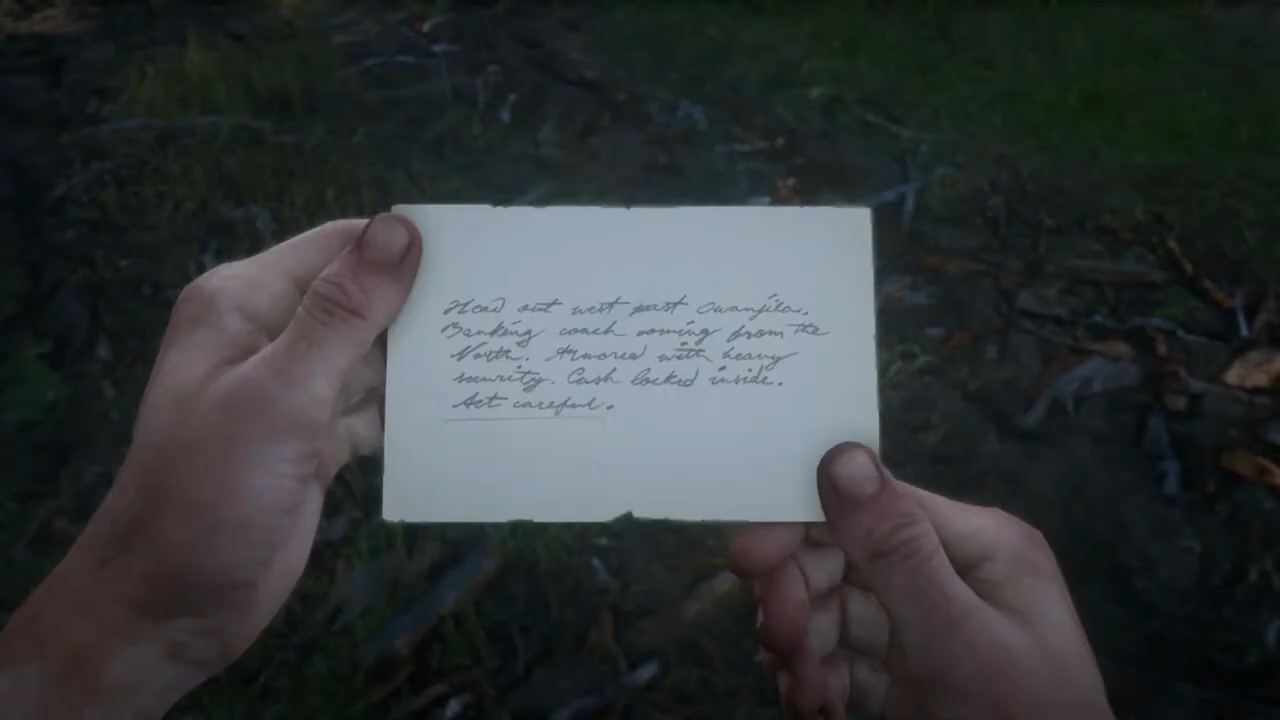 Head out west past Owanjila.
Banking coach coming from the
North. Armored with heavy
security. Cash locked inside.
Act careful.